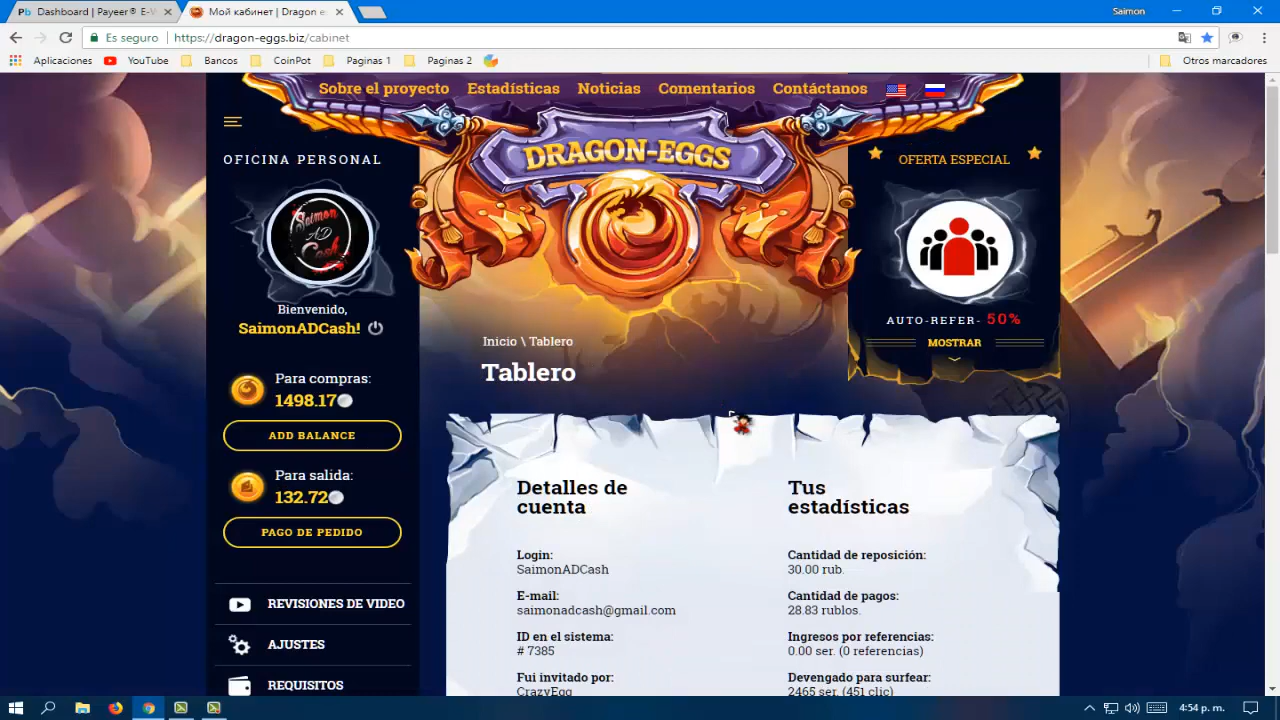 Dashboard | Payeer® E-W
Мой кабинет | Dragon e
Saimon
Es seguro
https://dragon-eggs.biz/cabinet
Aplicaciones
YouTube
Bancos
CoinPot
Paginas 1
Paginas 2
Otros marcadores
Sobre el proyecto
Estadísticas
Noticias
Comentarios
Contáctanos
OFICINA PERSONAL
DRAGON-EGGS
OFERTA ESPECIAL
Saimon
AD
Cash
Bienvenido,
SaimonADCash!
AUTO-REFER- 50%
MOSTRAR
Inicio \ Tablero
Tablero
Para compras:
1498.17
ADD BALANCE
Para salida:
132.72
PAGO DE PEDIDO
REVISIONES DE VIDEO
AJUSTES
REQUISITOS
Detalles de
cuenta
Login:
SaimonADCash
E-mail:
saimonadcash@gmail.com
ID en el sistema:
# 7385
Fui invitado por:
CrazyEgg
Tus
estadísticas
Cantidad de reposición:
30.00 rub.
Cantidad de pagos:
28.83 rublos.
Ingresos por referencias:
0.00 ser. (0 referencias)
Devengado para surfear:
2465 ser. (451 clic)
4:54 p. m.